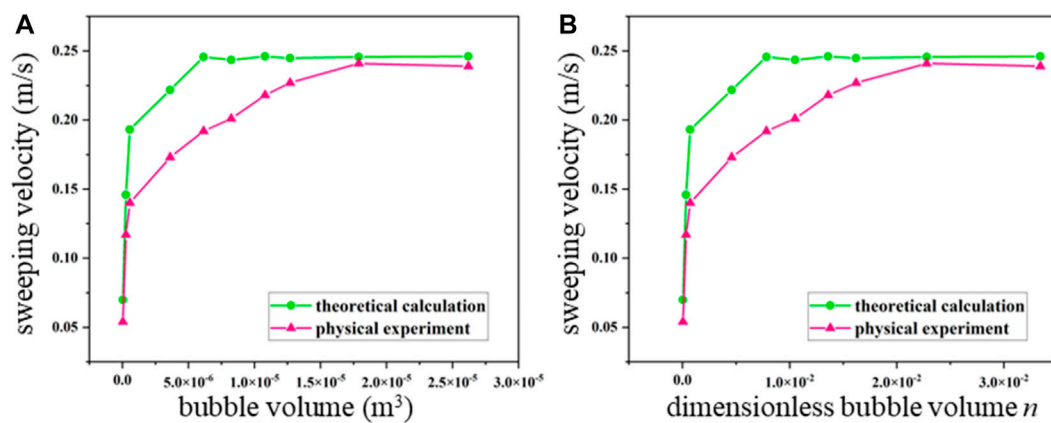 A
sweeping velocity (m/s)
0.25
0.20
0.15
0.10
0.05
theoretical calculation
physical experiment
0.0 5.0×10⁻⁶ 1.0×10⁻⁵ 1.5×10⁻⁵ 2.0×10⁻⁵ 2.5×10⁻⁵ 3.0×10⁻⁵
bubble volume (m³)
B
sweeping velocity (m/s)
0.25
0.20
0.15
0.10
0.05
theoretical calculation
physical experiment
0.0 1.0×10⁻² 2.0×10⁻² 3.0×10⁻²
dimensionless bubble volume n